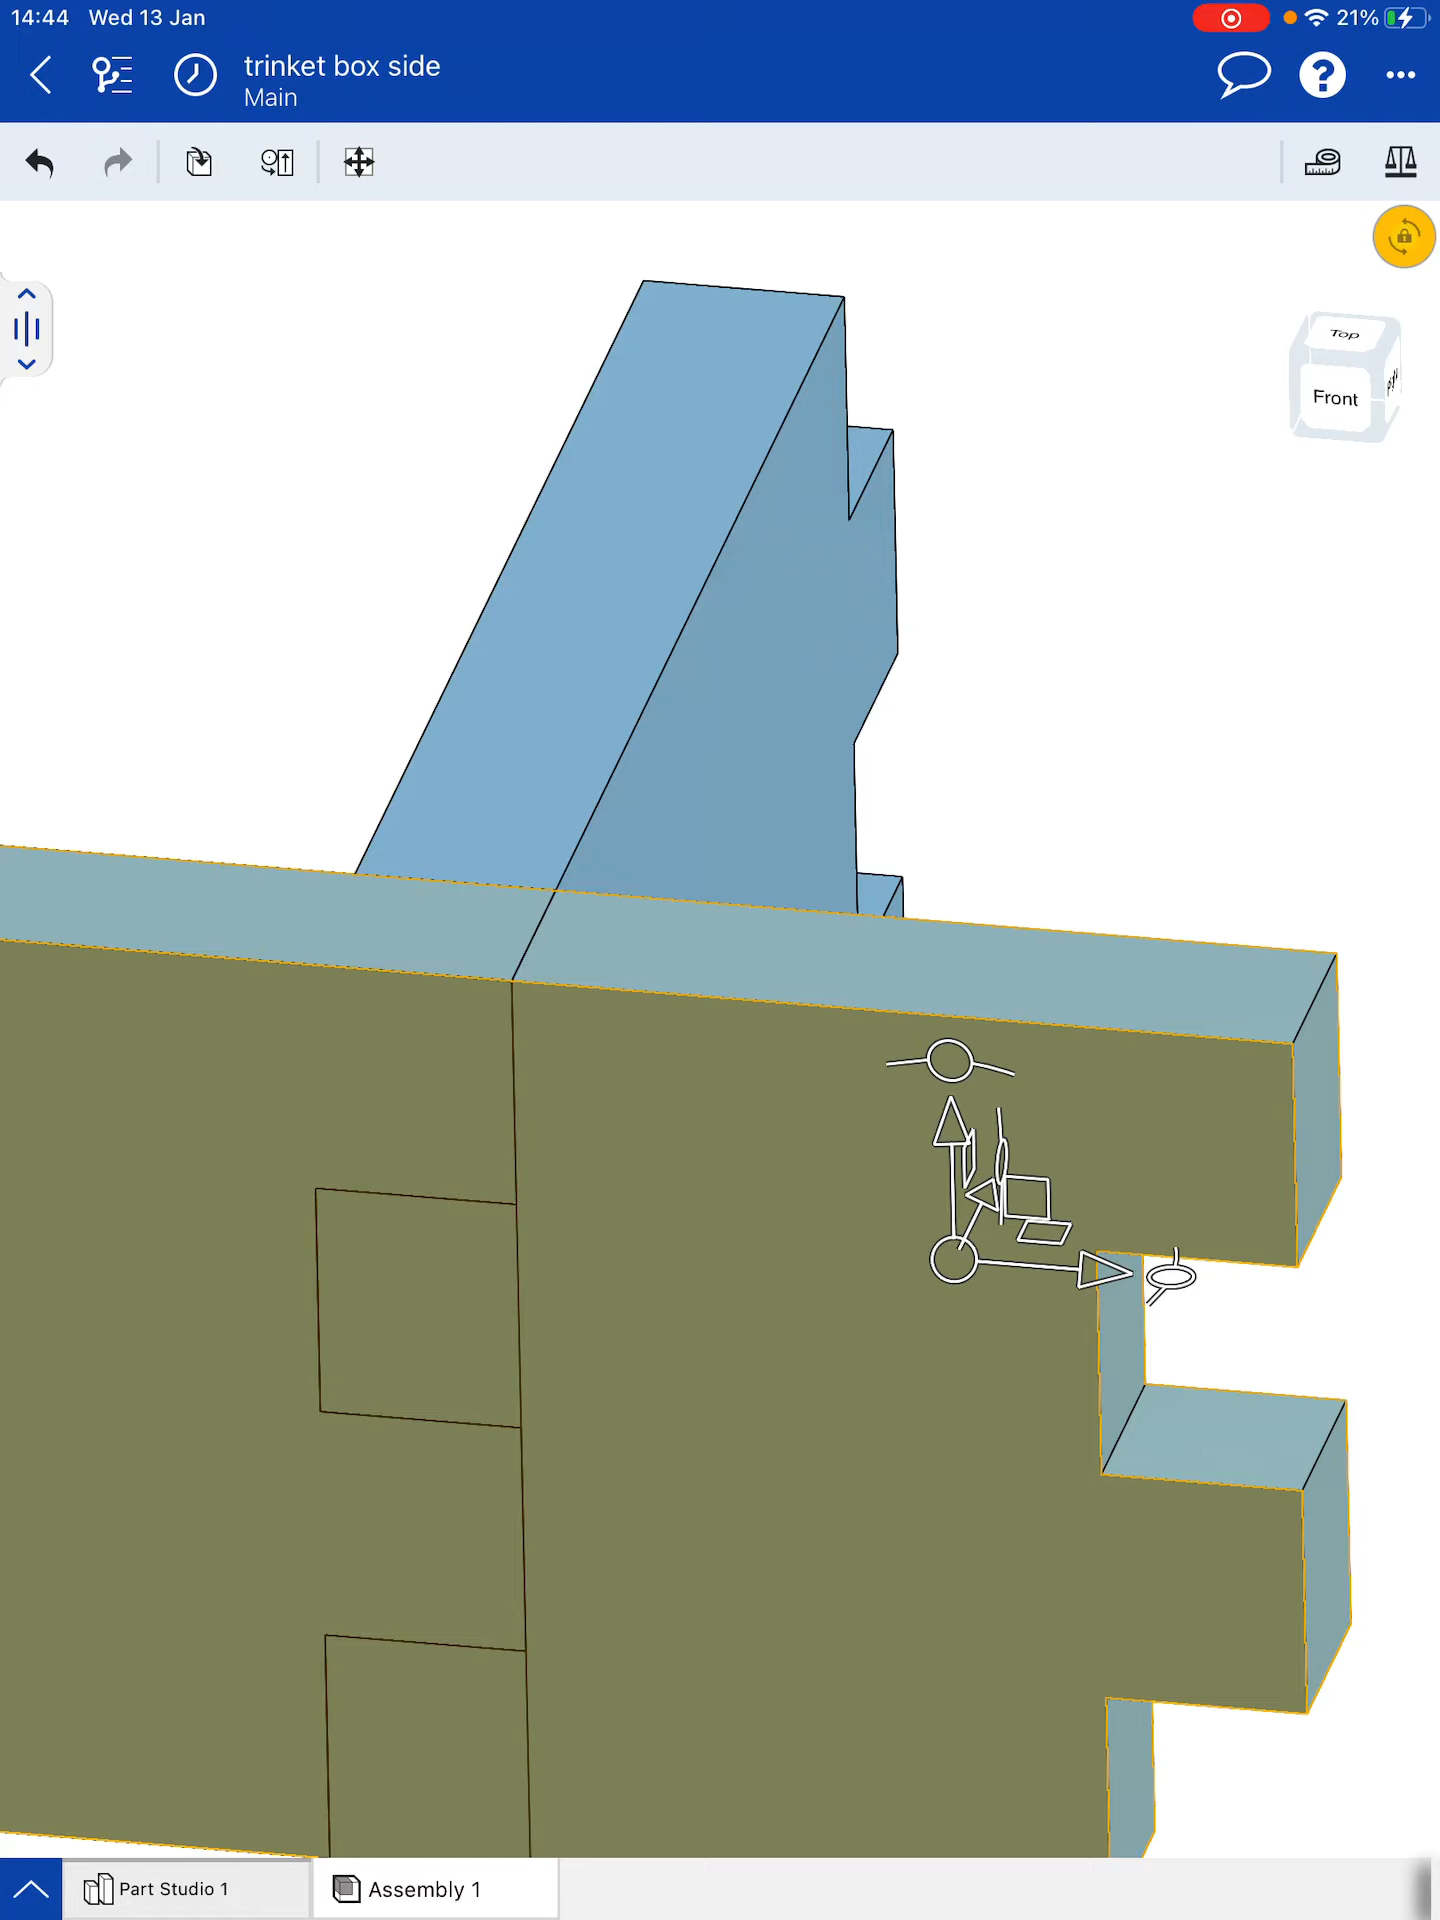 14:44 Wed 13 Jan
21%
trinket box side
Main
Top
Front
Part Studio 1
Assembly 1